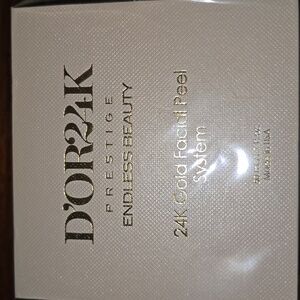 D'OR24K
PRESTIGE
ENDLESS BEAUTY
24K Gold Facial Peel
System